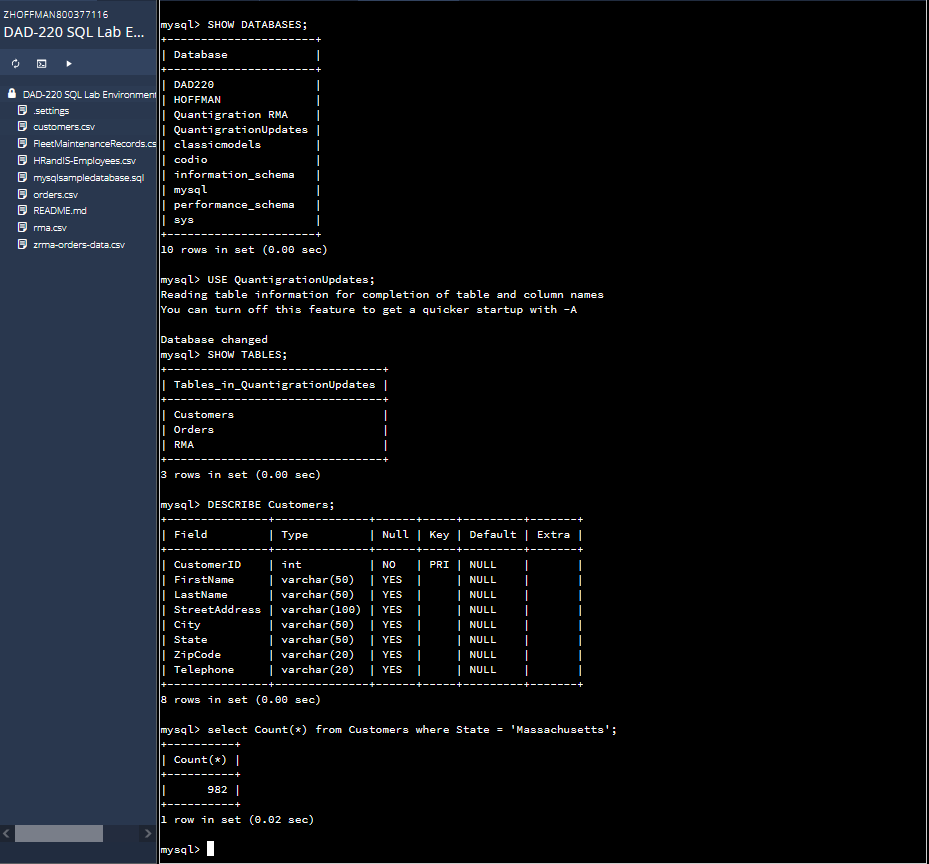 ZHOFFMAN800377116
DAD-220 SQL Lab E...
DAD-220 SQL Lab Environment
.settings
customers.csv
FleetMaintenanceRecords.cs
HRandIS-Employees.csv
mysqlsampledatabase.sql
orders.csv
README.md
rma.csv
zrma-orders-data.csv
mysql> SHOW DATABASES;
+----------------------+
| Database             |
+----------------------+
| DAD220               |
| HOFFMAN              |
| Quantigration RMA    |
| QuantigrationUpdates |
| classicmodels        |
| codio                |
| information_schema   |
| mysql                |
| performance_schema   |
| sys                  |
+----------------------+
10 rows in set (0.00 sec)
mysql> USE QuantigrationUpdates;
Reading table information for completion of table and column names
You can turn off this feature to get a quicker startup with -A
Database changed
mysql> SHOW TABLES;
+--------------------------------+
| Tables_in_QuantigrationUpdates |
+--------------------------------+
| Customers                      |
| Orders                         |
| RMA                            |
+--------------------------------+
3 rows in set (0.00 sec)
mysql> DESCRIBE Customers;
+---------------+--------------+------+-----+---------+-------+
| Field         | Type         | Null | Key | Default | Extra |
+---------------+--------------+------+-----+---------+-------+
| CustomerID    | int          | NO   | PRI | NULL    |       |
| FirstName     | varchar(50)  | YES  |     | NULL    |       |
| LastName      | varchar(50)  | YES  |     | NULL    |       |
| StreetAddress | varchar(100) | YES  |     | NULL    |       |
| City          | varchar(50)  | YES  |     | NULL    |       |
| State         | varchar(50)  | YES  |     | NULL    |       |
| ZipCode       | varchar(20)  | YES  |     | NULL    |       |
| Telephone     | varchar(20)  | YES  |     | NULL    |       |
+---------------+--------------+------+-----+---------+-------+
8 rows in set (0.00 sec)
mysql> select Count(*) from Customers where State = 'Massachusetts';
+----------+
| Count(*) |
+----------+
|      982 |
+----------+
1 row in set (0.02 sec)
mysql>